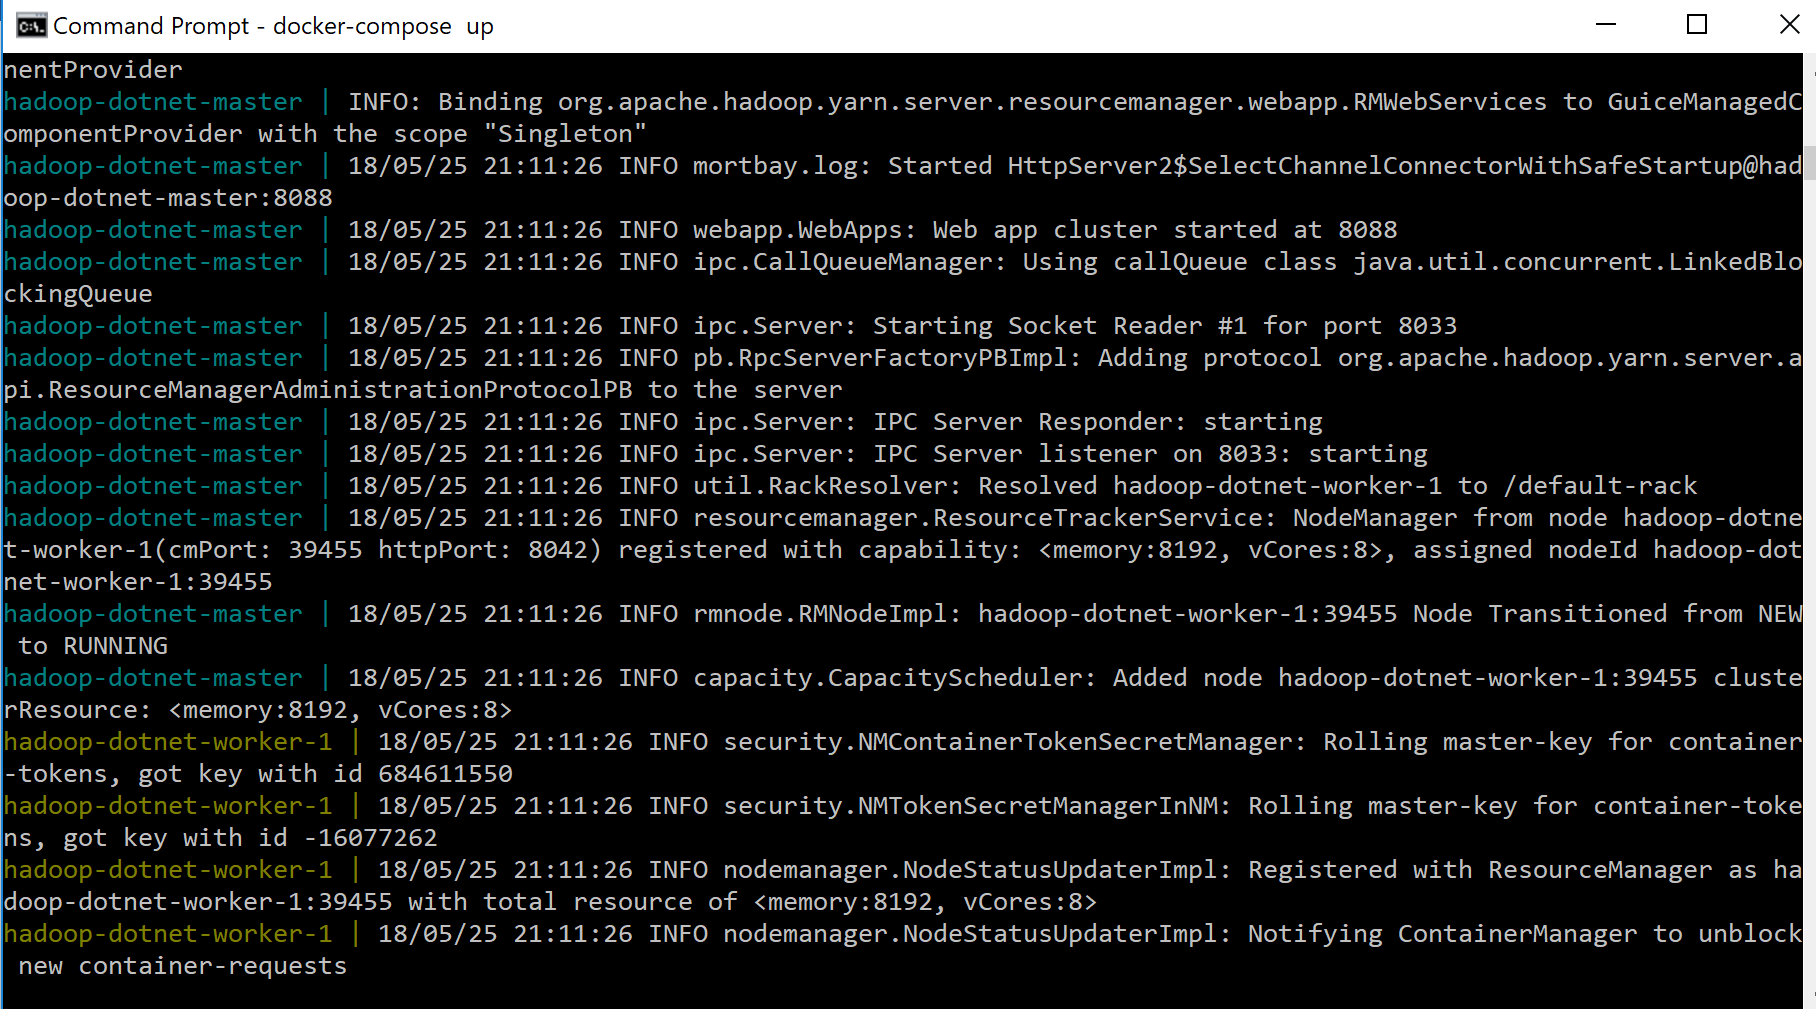 Command Prompt - docker-compose  up
nentProvider
hadoop-dotnet-master | INFO: Binding org.apache.hadoop.yarn.server.resourcemanager.webapp.RMWebServices to GuiceManagedC
omponentProvider with the scope "Singleton"
hadoop-dotnet-master | 18/05/25 21:11:26 INFO mortbay.log: Started HttpServer2$SelectChannelConnectorWithSafeStartup@had
oop-dotnet-master:8088
hadoop-dotnet-master | 18/05/25 21:11:26 INFO webapp.WebApps: Web app cluster started at 8088
hadoop-dotnet-master | 18/05/25 21:11:26 INFO ipc.CallQueueManager: Using callQueue class java.util.concurrent.LinkedBlo
ckingQueue
hadoop-dotnet-master | 18/05/25 21:11:26 INFO ipc.Server: Starting Socket Reader #1 for port 8033
hadoop-dotnet-master | 18/05/25 21:11:26 INFO pb.RpcServerFactoryPBImpl: Adding protocol org.apache.hadoop.yarn.server.a
pi.ResourceManagerAdministrationProtocolPB to the server
hadoop-dotnet-master | 18/05/25 21:11:26 INFO ipc.Server: IPC Server Responder: starting
hadoop-dotnet-master | 18/05/25 21:11:26 INFO ipc.Server: IPC Server listener on 8033: starting
hadoop-dotnet-master | 18/05/25 21:11:26 INFO util.RackResolver: Resolved hadoop-dotnet-worker-1 to /default-rack
hadoop-dotnet-master | 18/05/25 21:11:26 INFO resourcemanager.ResourceTrackerService: NodeManager from node hadoop-dotne
t-worker-1(cmPort: 39455 httpPort: 8042) registered with capability: <memory:8192, vCores:8>, assigned nodeId hadoop-dot
net-worker-1:39455
hadoop-dotnet-master | 18/05/25 21:11:26 INFO rmnode.RMNodeImpl: hadoop-dotnet-worker-1:39455 Node Transitioned from NEW
 to RUNNING
hadoop-dotnet-master | 18/05/25 21:11:26 INFO capacity.CapacityScheduler: Added node hadoop-dotnet-worker-1:39455 cluste
rResource: <memory:8192, vCores:8>
hadoop-dotnet-worker-1 | 18/05/25 21:11:26 INFO security.NMContainerTokenSecretManager: Rolling master-key for container
-tokens, got key with id 684611550
hadoop-dotnet-worker-1 | 18/05/25 21:11:26 INFO security.NMTokenSecretManagerInNM: Rolling master-key for container-toke
ns, got key with id -16077262
hadoop-dotnet-worker-1 | 18/05/25 21:11:26 INFO nodemanager.NodeStatusUpdaterImpl: Registered with ResourceManager as ha
doop-dotnet-worker-1:39455 with total resource of <memory:8192, vCores:8>
hadoop-dotnet-worker-1 | 18/05/25 21:11:26 INFO nodemanager.NodeStatusUpdaterImpl: Notifying ContainerManager to unblock
 new container-requests